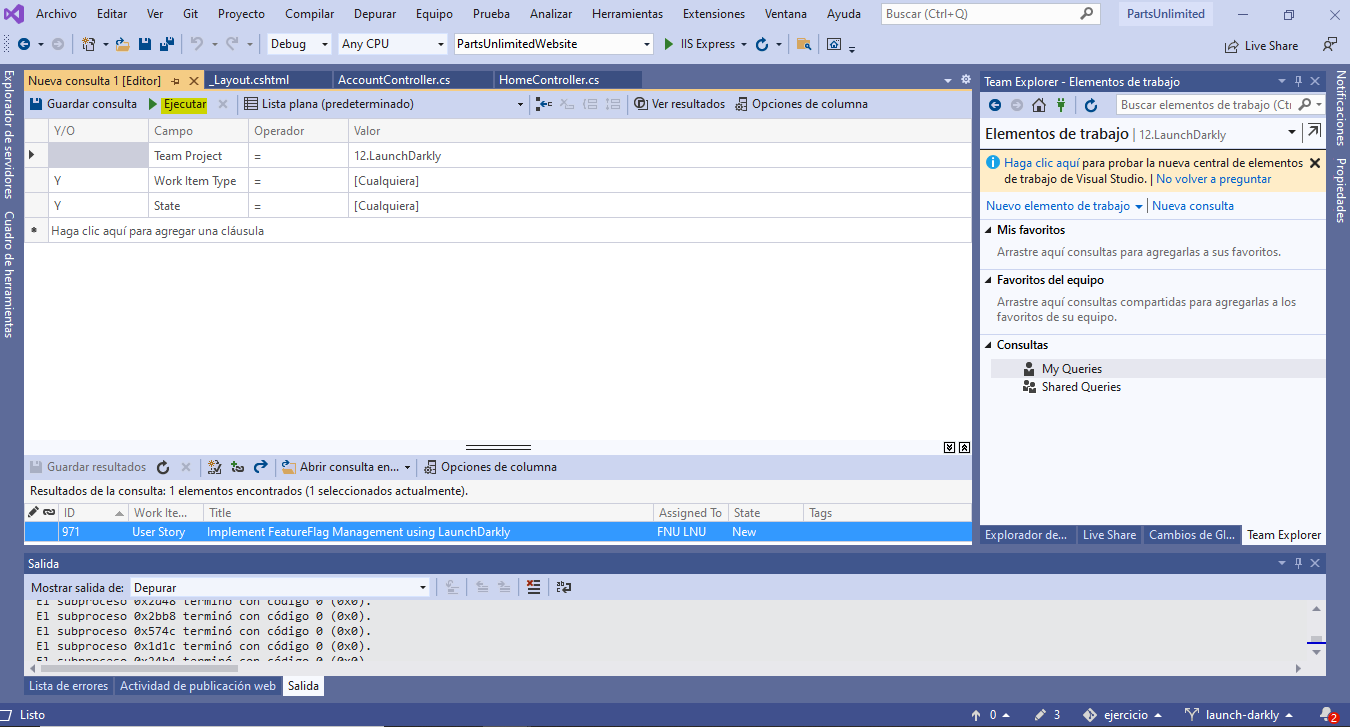 Archivo Editar Ver Git Proyecto Compilar Depurar Equipo Prueba Analizar Herramientas Extensiones Ventana Ayuda Buscar (Ctrl+Q) PartsUnlimited
Debug Any CPU PartsUnlimitedWebsite IIS Express Live Share
Explorador de servidores
Cuadro de herramientas
Nueva consulta 1 [Editor] _Layout.cshtml AccountController.cs HomeController.cs
Guardar consulta Ejecutar Lista plana (predeterminado) Ver resultados Opciones de columna
Y/O Campo Operador Valor
Team Project = 12.LaunchDarkly
Y Work Item Type = [Cualquiera]
Y State = [Cualquiera]
* Haga clic aquí para agregar una cláusula
Guardar resultados Abrir consulta en... Opciones de columna
Resultados de la consulta: 1 elementos encontrados (1 seleccionados actualmente).
ID Work Ite... Title Assigned To State Tags
971 User Story Implement FeatureFlag Management using LaunchDarkly FNU LNU New
Team Explorer - Elementos de trabajo
Buscar elementos de trabajo (Ct
Elementos de trabajo | 12.LaunchDarkly
Haga clic aquí para probar la nueva central de elementos
de trabajo de Visual Studio. | No volver a preguntar
Nuevo elemento de trabajo | Nueva consulta
Mis favoritos
Arrastre aquí consultas para agregarlas a sus favoritos.
Favoritos del equipo
Arrastre aquí consultas compartidas para agregarlas a los
favoritos de su equipo.
Consultas
My Queries
Shared Queries
Explorador de... Live Share Cambios de GI... Team Explorer
Notificaciones
Propiedades
Salida
Mostrar salida de: Depurar
El subproceso 0x2d48 terminó con código 0 (0x0).
El subproceso 0x2bb8 terminó con código 0 (0x0).
El subproceso 0x574c terminó con código 0 (0x0).
El subproceso 0x1d1c terminó con código 0 (0x0).
El subproceso 0x24b4 terminó con código 0 (0x0)
Lista de errores Actividad de publicación web Salida
Listo 0 3 ejercicio launch-darkly 2